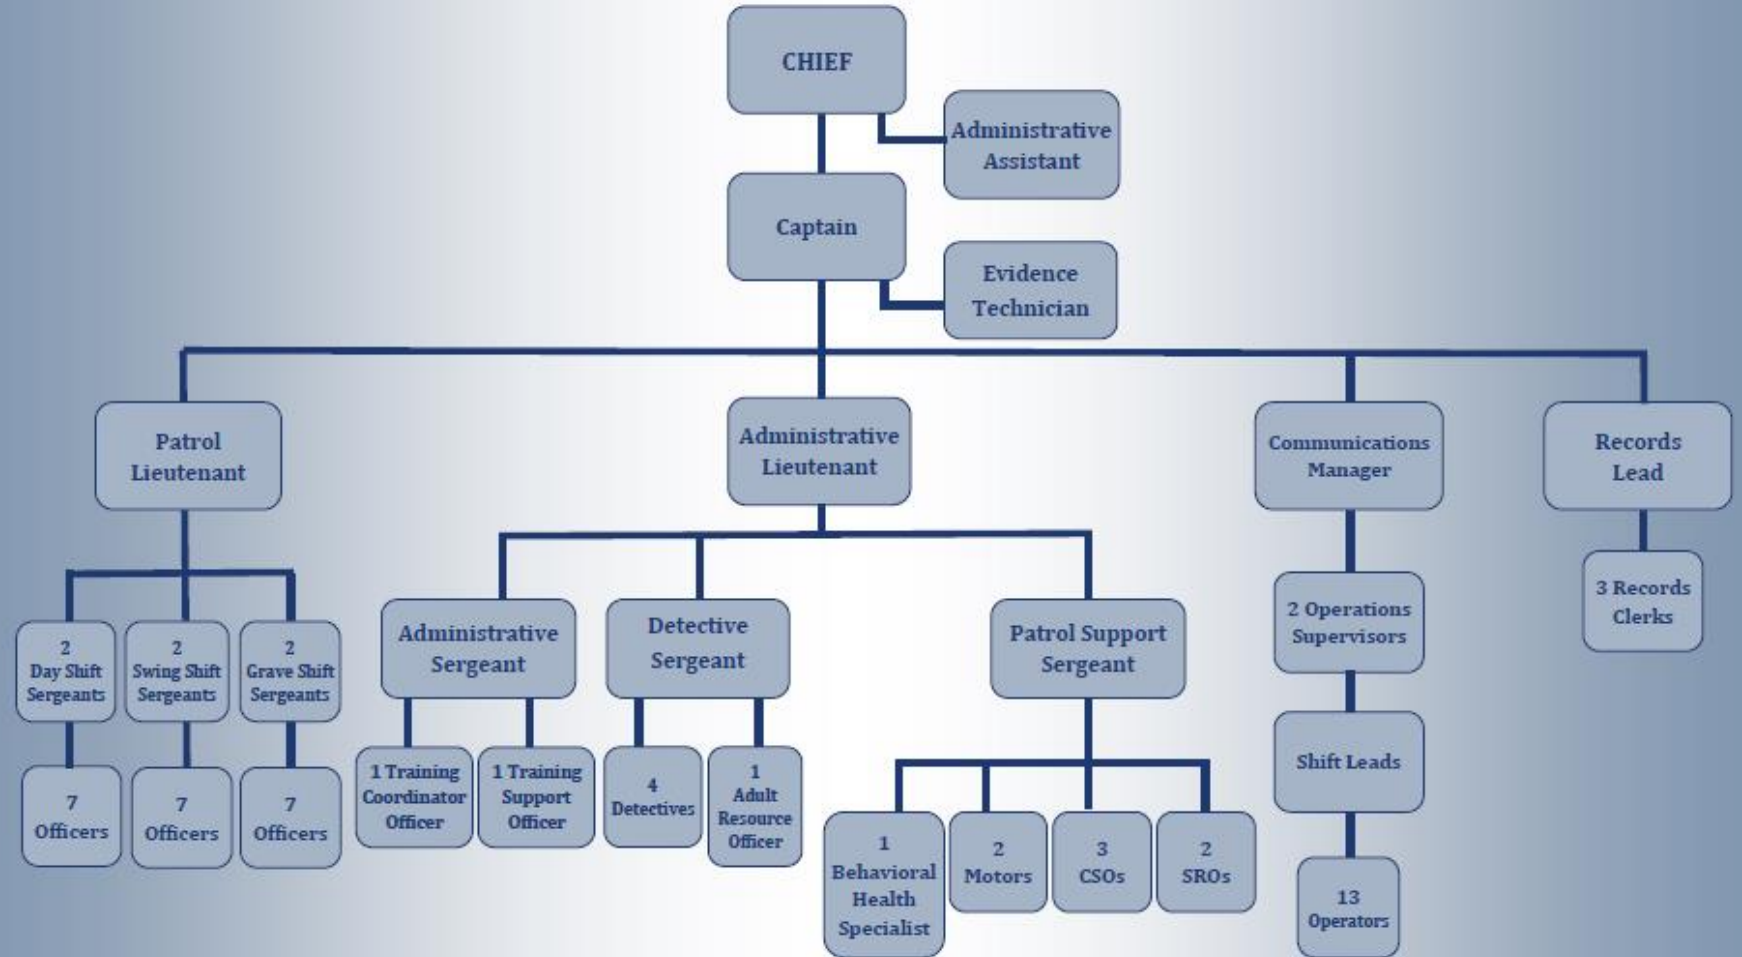 CHIEF
Administrative
Assistant
Captain
Evidence
Technician
Patrol
Lieutenant
Administrative
Lieutenant
Communications
Manager
Records
Lead
2
Day Shift
Sergeants
2
Swing Shift
Sergeants
2
Grave Shift
Sergeants
7
Officers
7
Officers
7
Officers
Administrative
Sergeant
Detective
Sergeant
Patrol Support
Sergeant
1 Training
Coordinator
Officer
1 Training
Support
Officer
4
Detectives
1
Adult
Resource
Officer
1
Behavioral
Health
Specialist
2
Motors
3
CSOs
2
SROs
2 Operations
Supervisors
Shift Leads
13
Operators
3 Records
Clerks